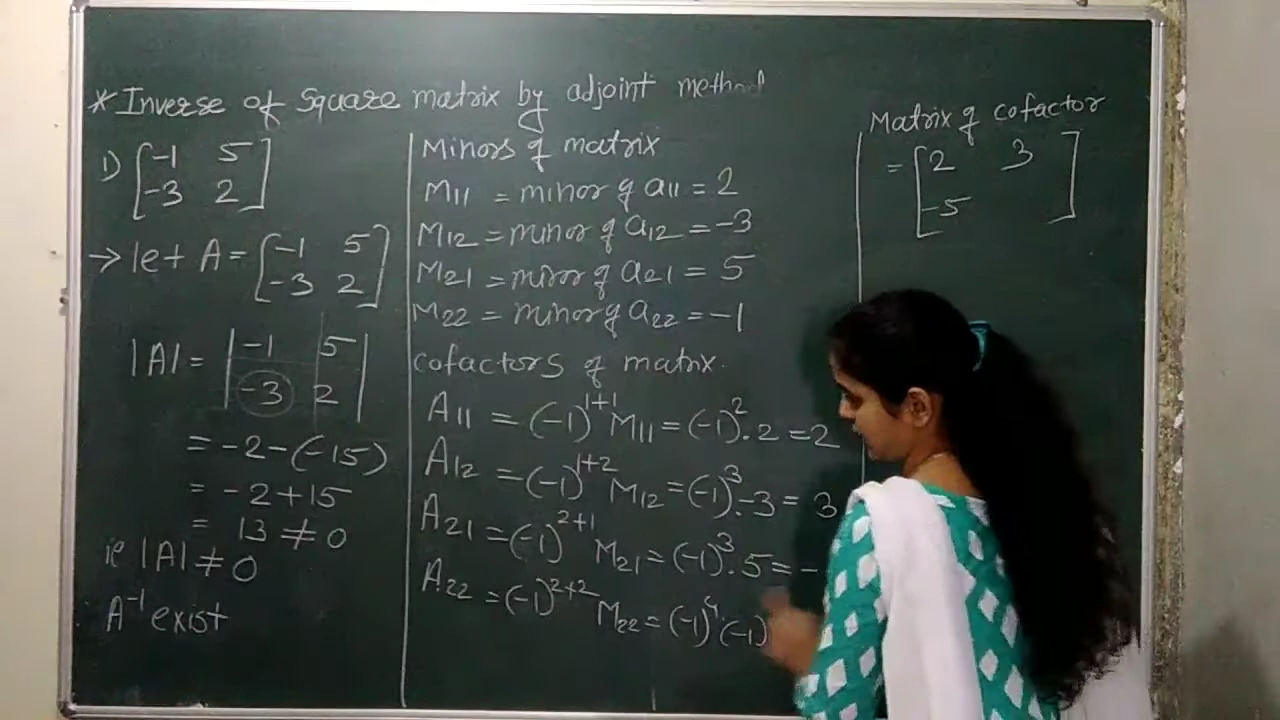 * Inverse of Square matrix by adjoint method
1) [-1 5
-3 2]
→ let A = [-1 5
-3 2]
|A| = |-1 5
-3 2|
= -2-(-15)
= -2+15
= 13 ≠ 0
ie |A| ≠ 0
A⁻¹ exist
Minors of matrix
M11 = minor of a11 = 2
M12 = minor of a12 = -3
M21 = minor of a21 = 5
M22 = minor of a22 = -1
cofactors of matrix.
A11 = (-1)¹⁺¹ M11 = (-1)².2 = 2
A12 = (-1)¹⁺² M12 = (-1)³.-3 = 3
A21 = (-1)²⁺¹ M21 = (-1)³.5 = -
A22 = (-1)²⁺² M22 = (-1)⁴.(-1)
Matrix of cofactor
= [2 3
-5 ]